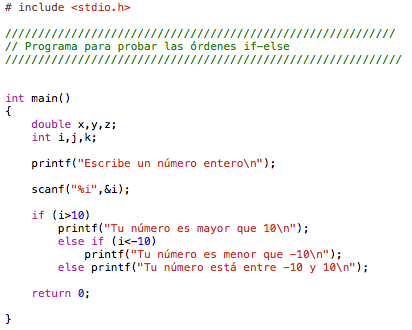 # include <stdio.h>
////////////////////////////////////////////////////////////
// Programa para probar las órdenes if-else
/////////////////////////////////////////////////////////////
int main()
{
double x,y,z;
int i,j,k;
printf("Escribe un número entero\n");
scanf("%i",&i);
if (i>10)
printf("Tu número es mayor que 10\n");
else if (i<-10)
printf("Tu número es menor que -10\n");
else printf("Tu número está entre -10 y 10\n");
return 0;
}